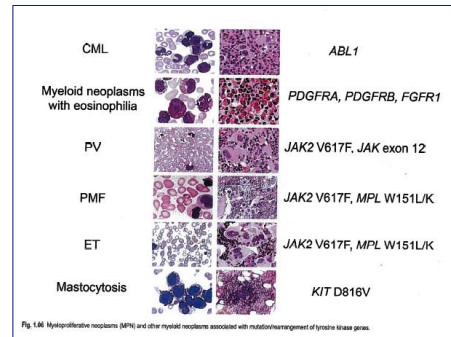 CML ABL1
Myeloid neoplasms
with eosinophilia PDGFRA, PDGFRB, FGFR1
PV JAK2 V617F, JAK exon 12
PMF JAK2 V617F, MPL W151L/K
ET JAK2 V617F, MPL W151L/K
Mastocytosis KIT D816V
Fig. 1.06 Myeloproliferative neoplasms (MPN) and other myeloid neoplasms associated with mutation/rearrangement of tyrosine kinase genes.